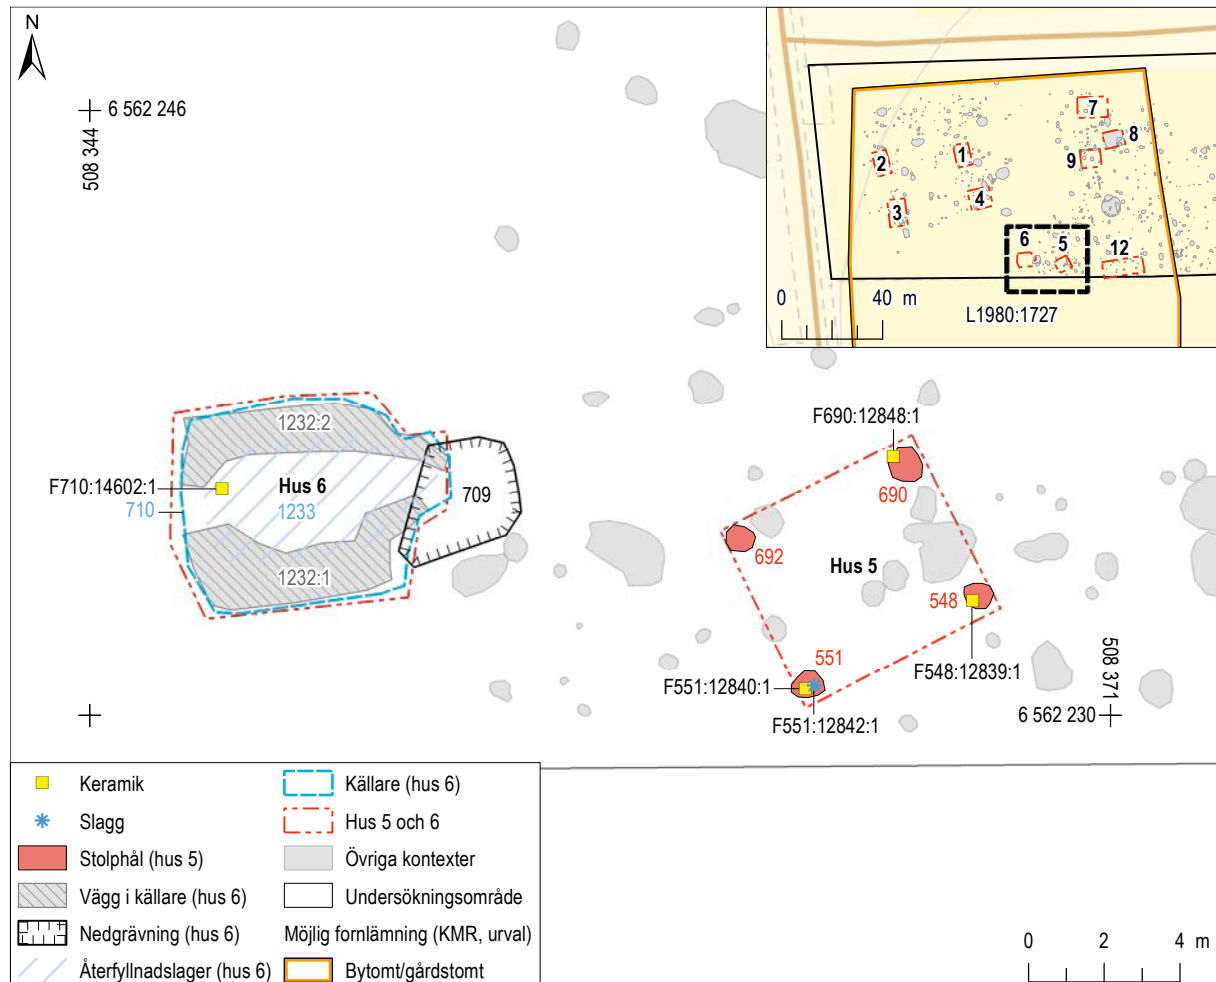 N
6 562 246
508 344
7
8
2
1
9
3
4
6
5
12
0
40 m
L1980:1727
F690:12848:1
1232:2
F710:14602:1
Hus 6
710
1233
709
690
692
Hus 5
1232:1
548
551
F551:12840:1
F548:12839:1
508 371
F551:12842:1
6 562 230
Keramik
Källare (hus 6)
Slagg
Hus 5 och 6
Stolphål (hus 5)
Övriga kontexter
Vägg i källare (hus 6)
Undersökningsområde
Nedgrävning (hus 6)
Möjlig fornlämning (KMR, urval)
Återfyllnadslager (hus 6)
Bytomt/gårdstomt
0 2 4 m